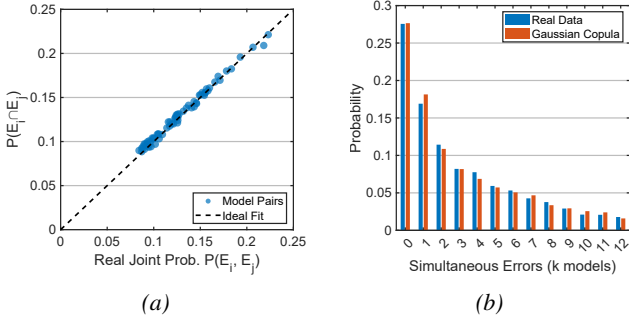 0.25
0.2
0.15
0.1
0.05
0
P(E_i∩E_j)
Model Pairs
Ideal Fit
0 0.05 0.1 0.15 0.2 0.25
Real Joint Prob. P(E_i, E_j)
(a)
0.3
0.25
0.2
0.15
0.1
0.05
0
Probability
Real Data
Gaussian Copula
0 1 2 3 4 5 6 7 8 9 10 11 12
Simultaneous Errors (k models)
(b)